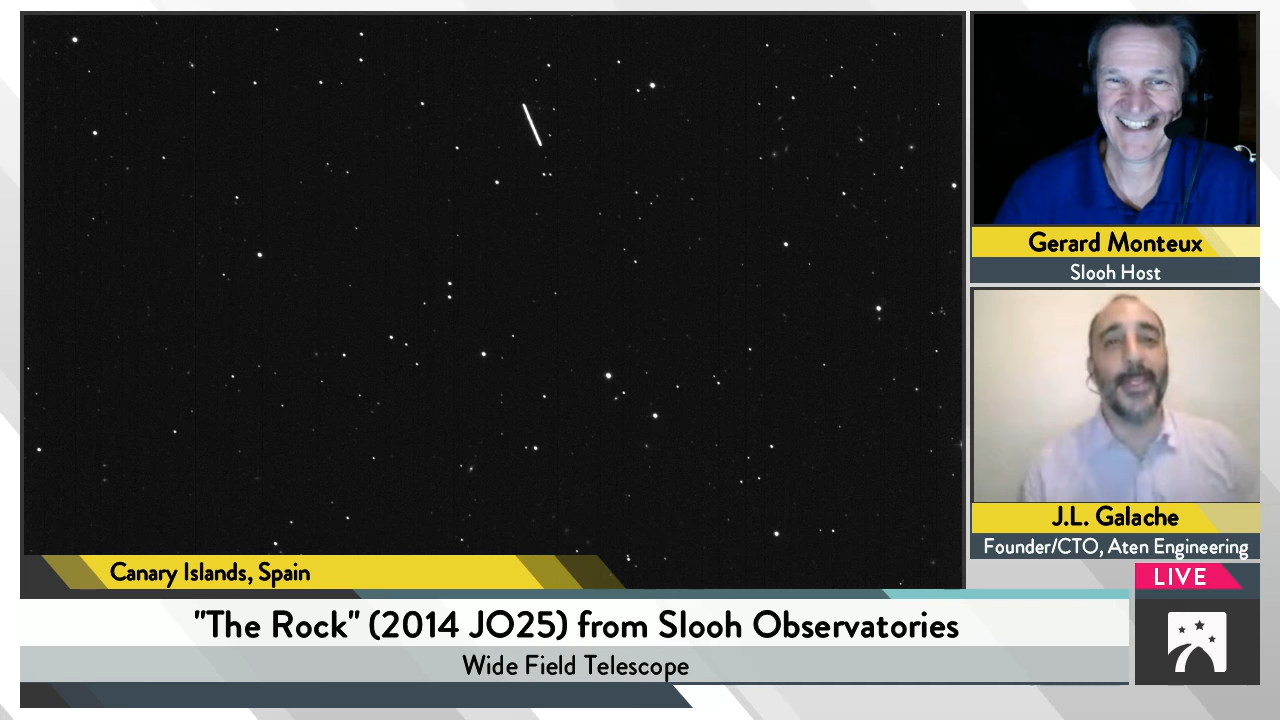 Gerard Monteux
Slooh Host
J.L. Galache
Founder/CTO, Aten Engineering
Canary Islands, Spain
LIVE
"The Rock" (2014 JO25) from Slooh Observatories
Wide Field Telescope